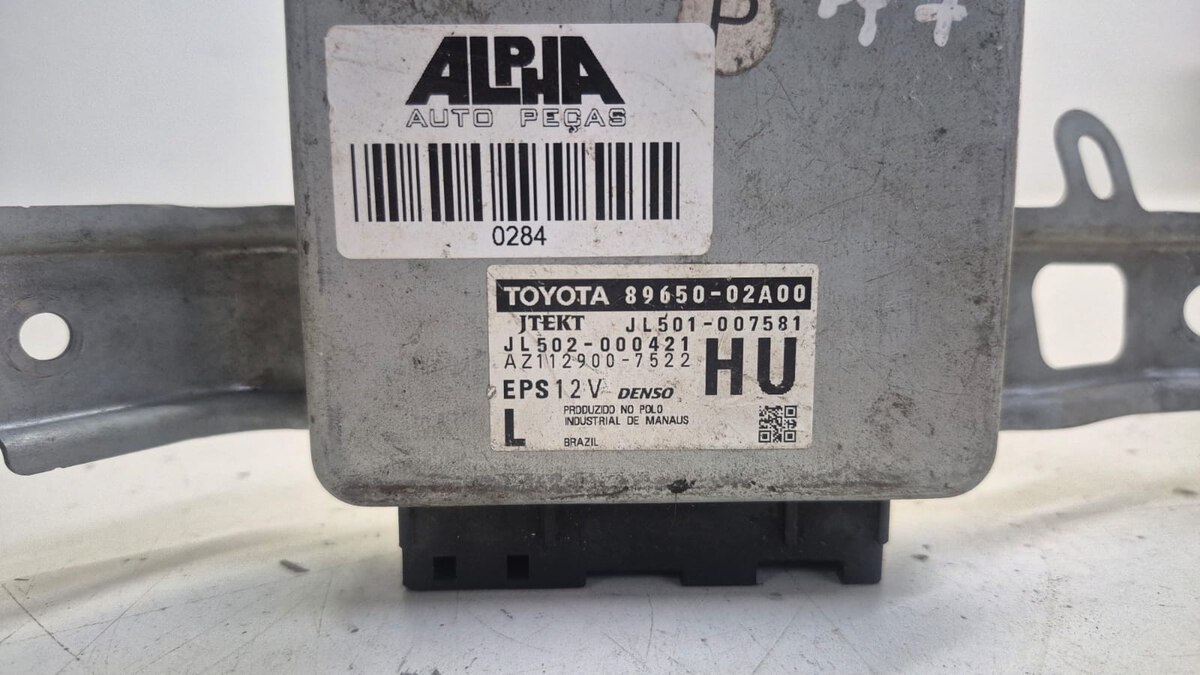 P
ALPHA
AUTO PEÇAS
0284
TOYOTA 89650-02A00
JTEKT JL501-007581
JL502-000421
AZ112900-7522
HU
EPS12V DENSO
L
PRODUZIDO NO POLO
INDUSTRIAL DE MANAUS
BRAZIL